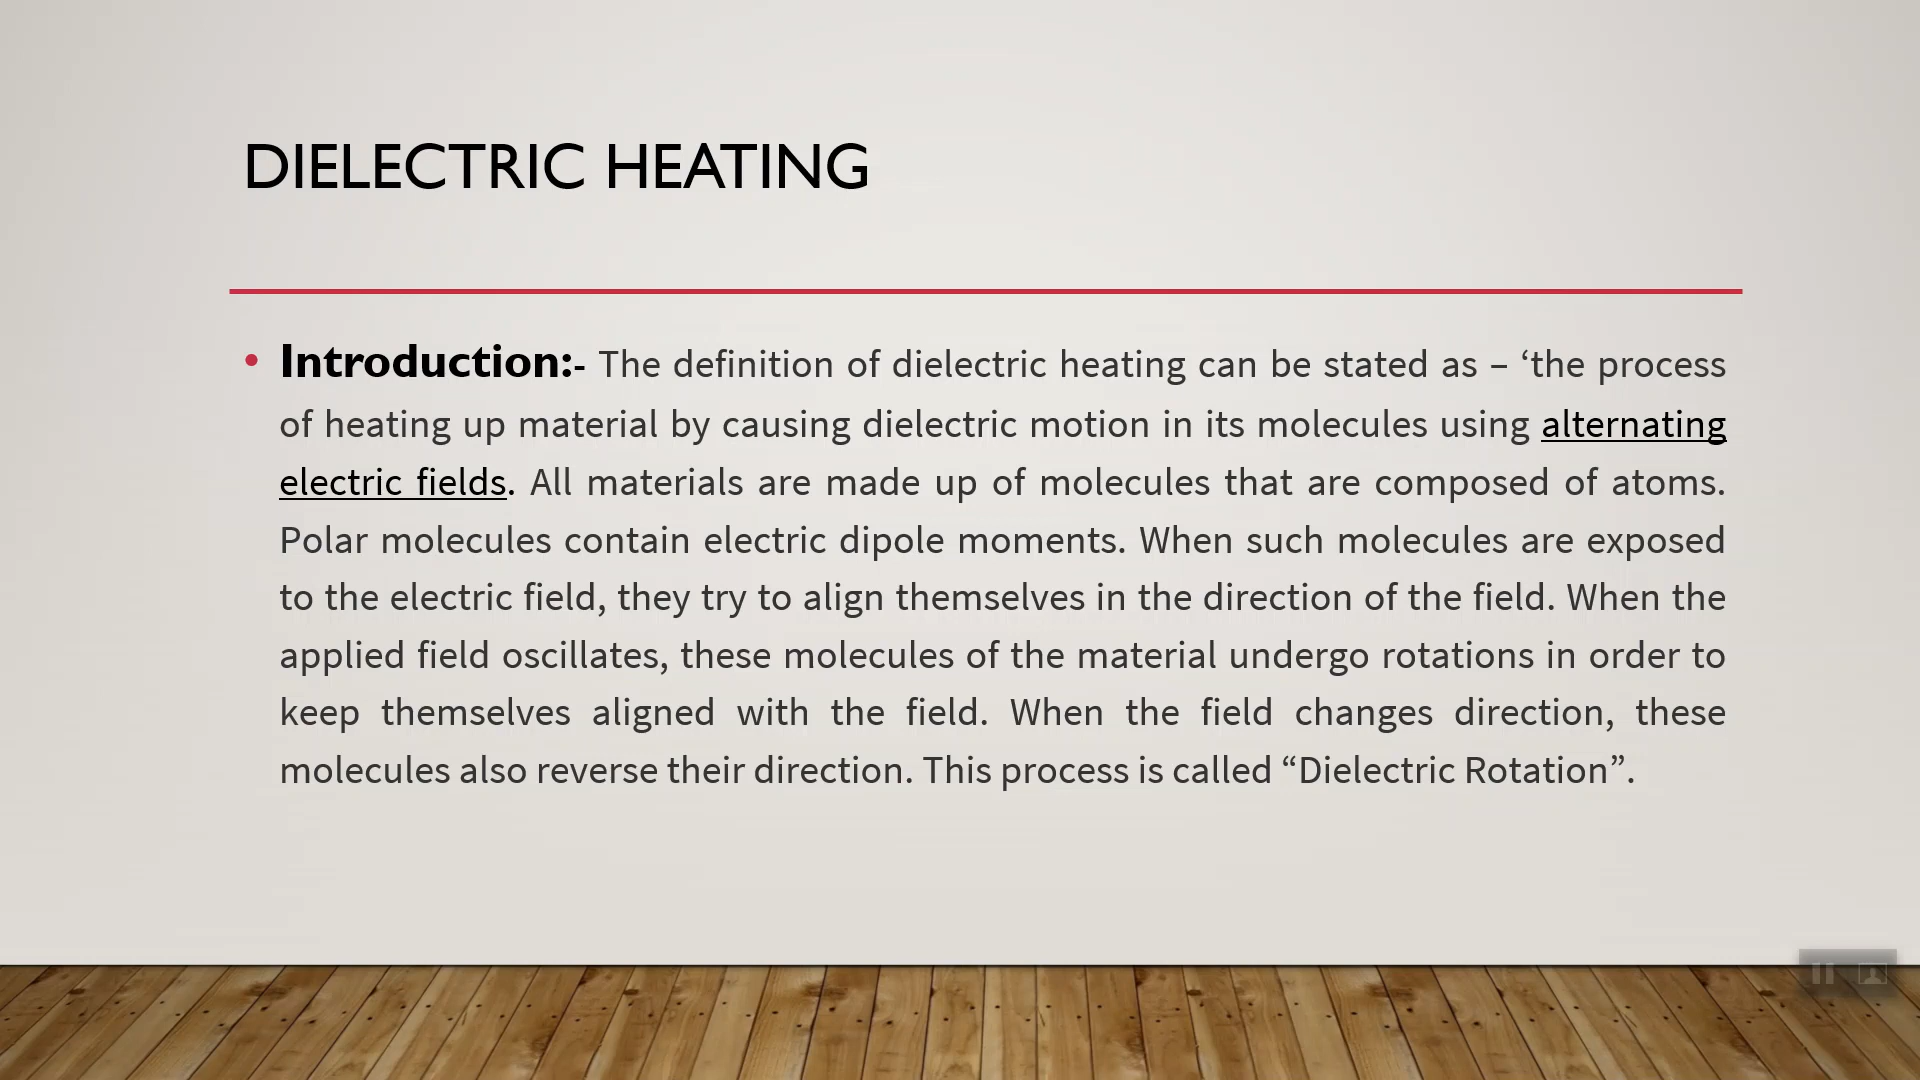 DIELECTRIC HEATING
• Introduction:- The definition of dielectric heating can be stated as – ‘the process
of heating up material by causing dielectric motion in its molecules using alternating
electric fields. All materials are made up of molecules that are composed of atoms.
Polar molecules contain electric dipole moments. When such molecules are exposed
to the electric field, they try to align themselves in the direction of the field. When the
applied field oscillates, these molecules of the material undergo rotations in order to
keep themselves aligned with the field. When the field changes direction, these
molecules also reverse their direction. This process is called “Dielectric Rotation”.